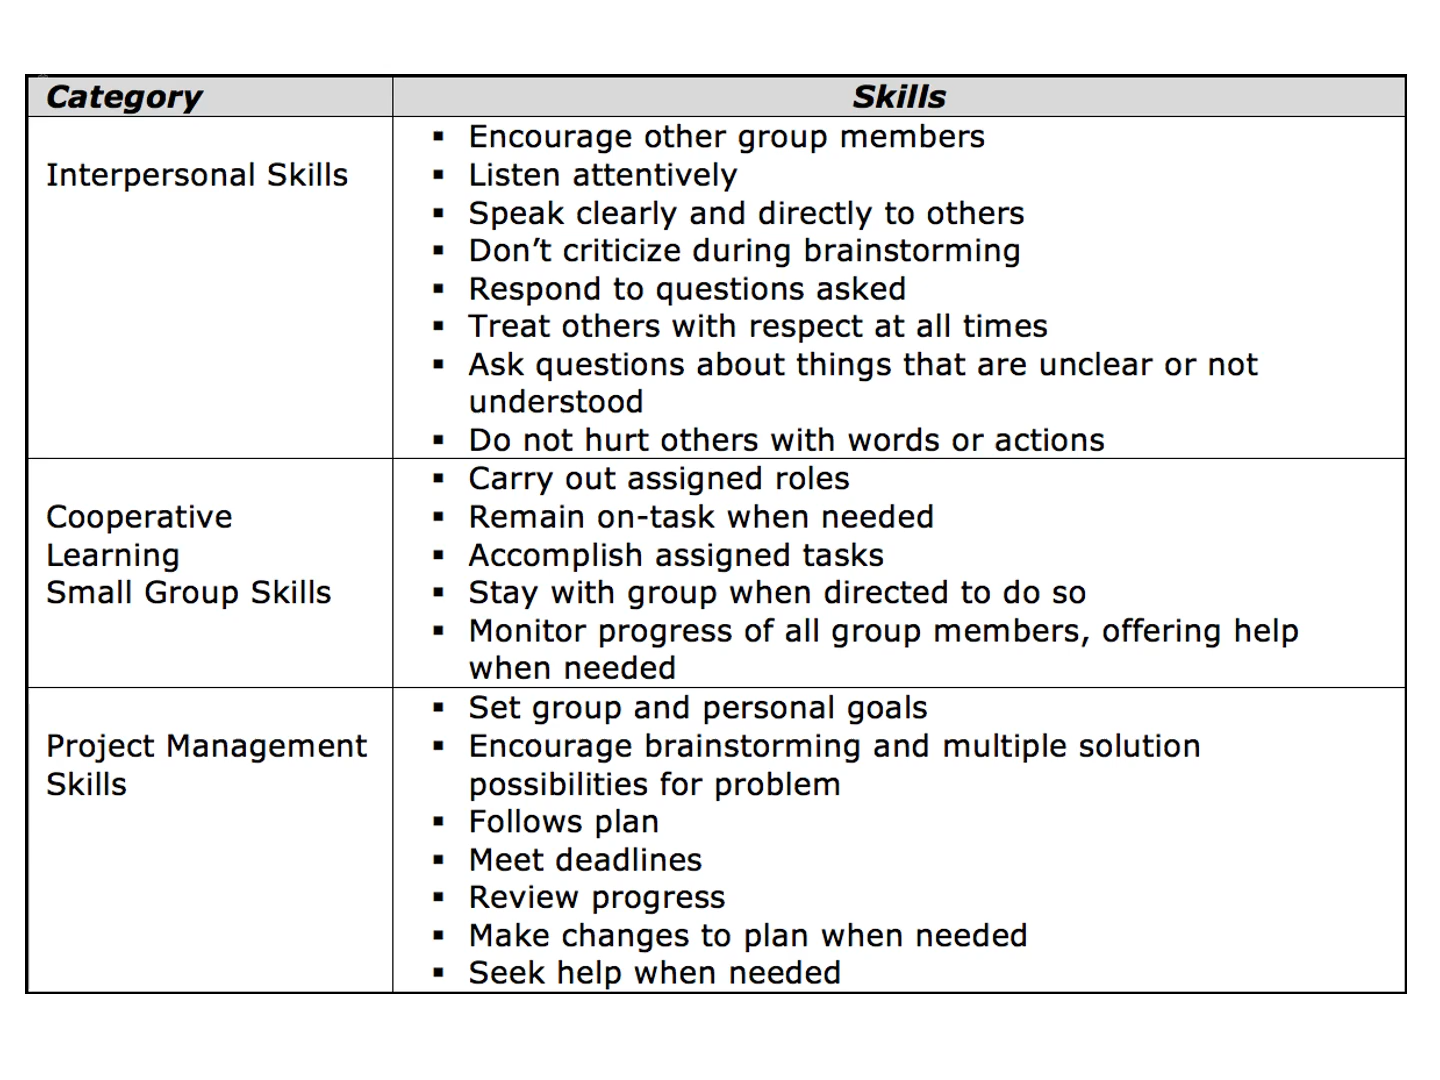 Category
Skills
Interpersonal Skills
▪ Encourage other group members
▪ Listen attentively
▪ Speak clearly and directly to others
▪ Don’t criticize during brainstorming
▪ Respond to questions asked
▪ Treat others with respect at all times
▪ Ask questions about things that are unclear or not
understood
▪ Do not hurt others with words or actions
Cooperative
Learning
Small Group Skills
▪ Carry out assigned roles
▪ Remain on-task when needed
▪ Accomplish assigned tasks
▪ Stay with group when directed to do so
▪ Monitor progress of all group members, offering help
when needed
Project Management
Skills
▪ Set group and personal goals
▪ Encourage brainstorming and multiple solution
possibilities for problem
▪ Follows plan
▪ Meet deadlines
▪ Review progress
▪ Make changes to plan when needed
▪ Seek help when needed